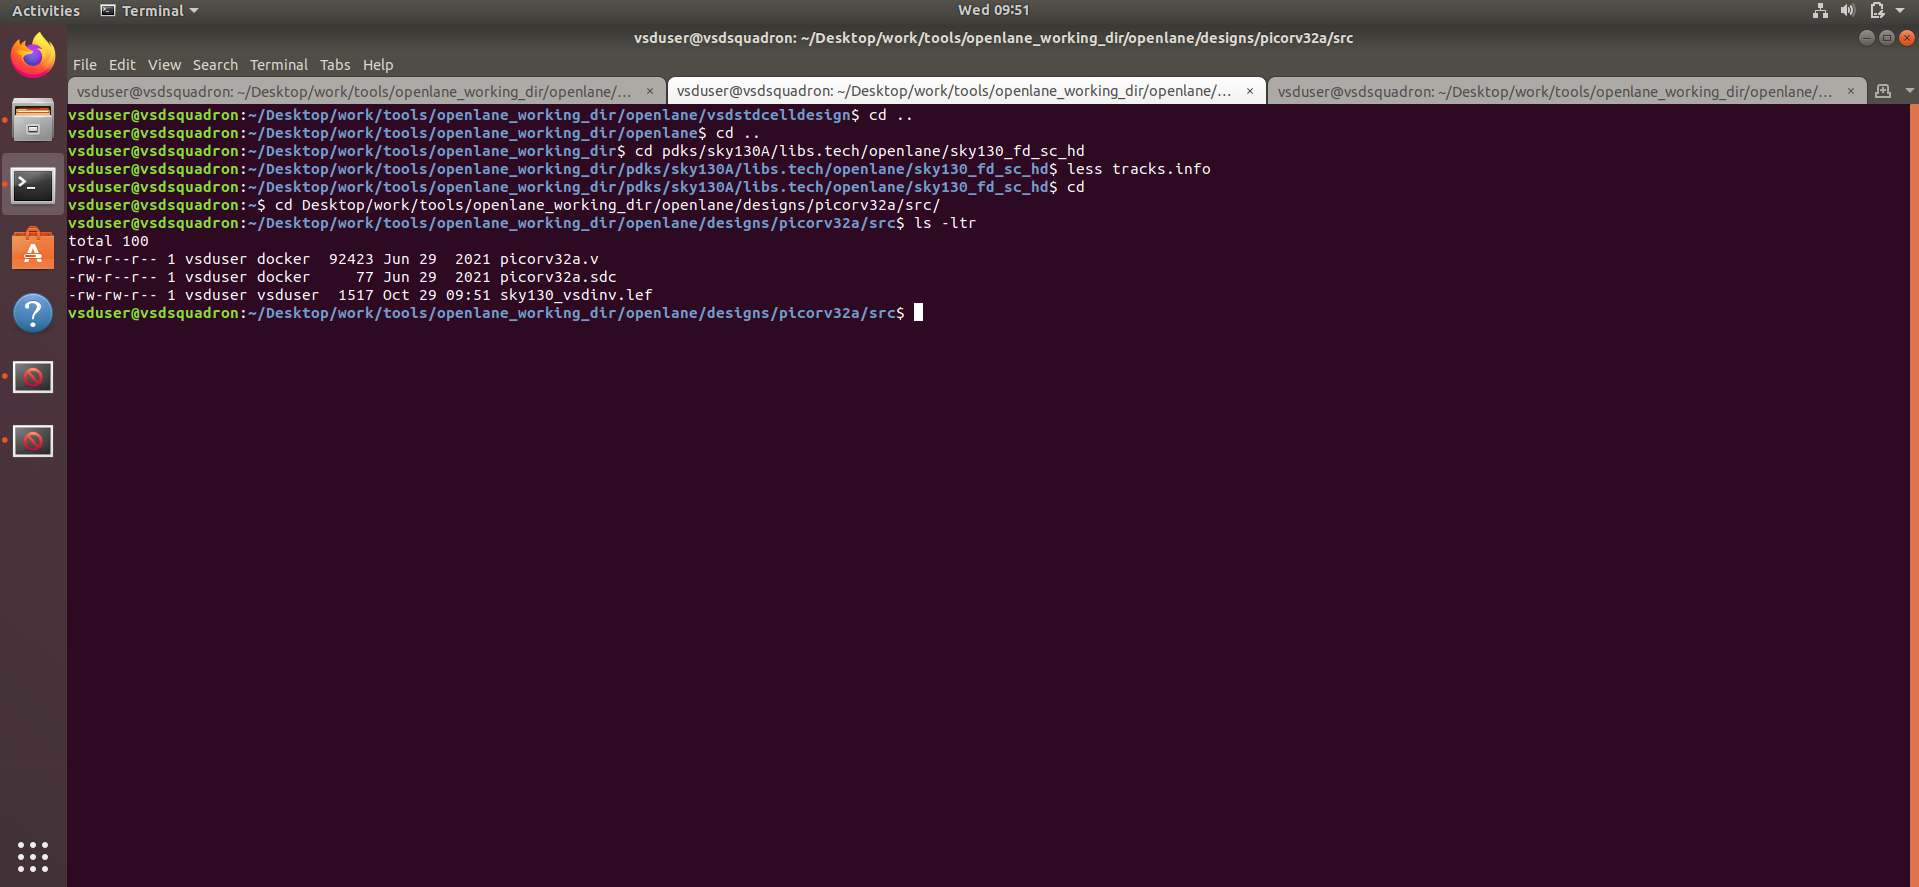 Activities Terminal Wed 09:51
vsduser@vsdsquadron: ~/Desktop/work/tools/openlane_working_dir/openlane/designs/picorv32a/src
File Edit View Search Terminal Tabs Help
vsduser@vsdsquadron: ~/Desktop/work/tools/openlane_working_dir/openlane/... × vsduser@vsdsquadron: ~/Desktop/work/tools/openlane_working_dir/openlane/... × vsduser@vsdsquadron: ~/Desktop/work/tools/openlane_working_dir/openlane/... ×
vsduser@vsdsquadron:~/Desktop/work/tools/openlane_working_dir/openlane/vsdstdcelldesign$ cd ..
vsduser@vsdsquadron:~/Desktop/work/tools/openlane_working_dir/openlane$ cd ..
vsduser@vsdsquadron:~/Desktop/work/tools/openlane_working_dir$ cd pdks/sky130A/libs.tech/openlane/sky130_fd_sc_hd
vsduser@vsdsquadron:~/Desktop/work/tools/openlane_working_dir/pdks/sky130A/libs.tech/openlane/sky130_fd_sc_hd$ less tracks.info
vsduser@vsdsquadron:~/Desktop/work/tools/openlane_working_dir/pdks/sky130A/libs.tech/openlane/sky130_fd_sc_hd$ cd
vsduser@vsdsquadron:~$ cd Desktop/work/tools/openlane_working_dir/openlane/designs/picorv32a/src/
vsduser@vsdsquadron:~/Desktop/work/tools/openlane_working_dir/openlane/designs/picorv32a/src$ ls -ltr
total 100
-rw-r--r-- 1 vsduser docker  92423 Jun 29  2021 picorv32a.v
-rw-r--r-- 1 vsduser docker     77 Jun 29  2021 picorv32a.sdc
-rw-rw-r-- 1 vsduser vsduser  1517 Oct 29 09:51 sky130_vsdinv.lef
vsduser@vsdsquadron:~/Desktop/work/tools/openlane_working_dir/openlane/designs/picorv32a/src$